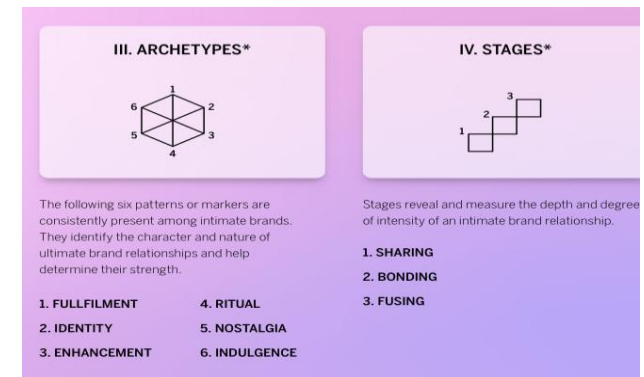 III. ARCHETYPES*
1
6
2
5
3
4
The following six patterns or markers are
consistently present among intimate brands.
They identify the character and nature of
ultimate brand relationships and help
determine their strength.
1. FULLFILMENT
2. IDENTITY
3. ENHANCEMENT
4. RITUAL
5. NOSTALGIA
6. INDULGENCE
IV. STAGES*
3
2
1
Stages reveal and measure the depth and degree
of intensity of an intimate brand relationship.
1. SHARING
2. BONDING
3. FUSING